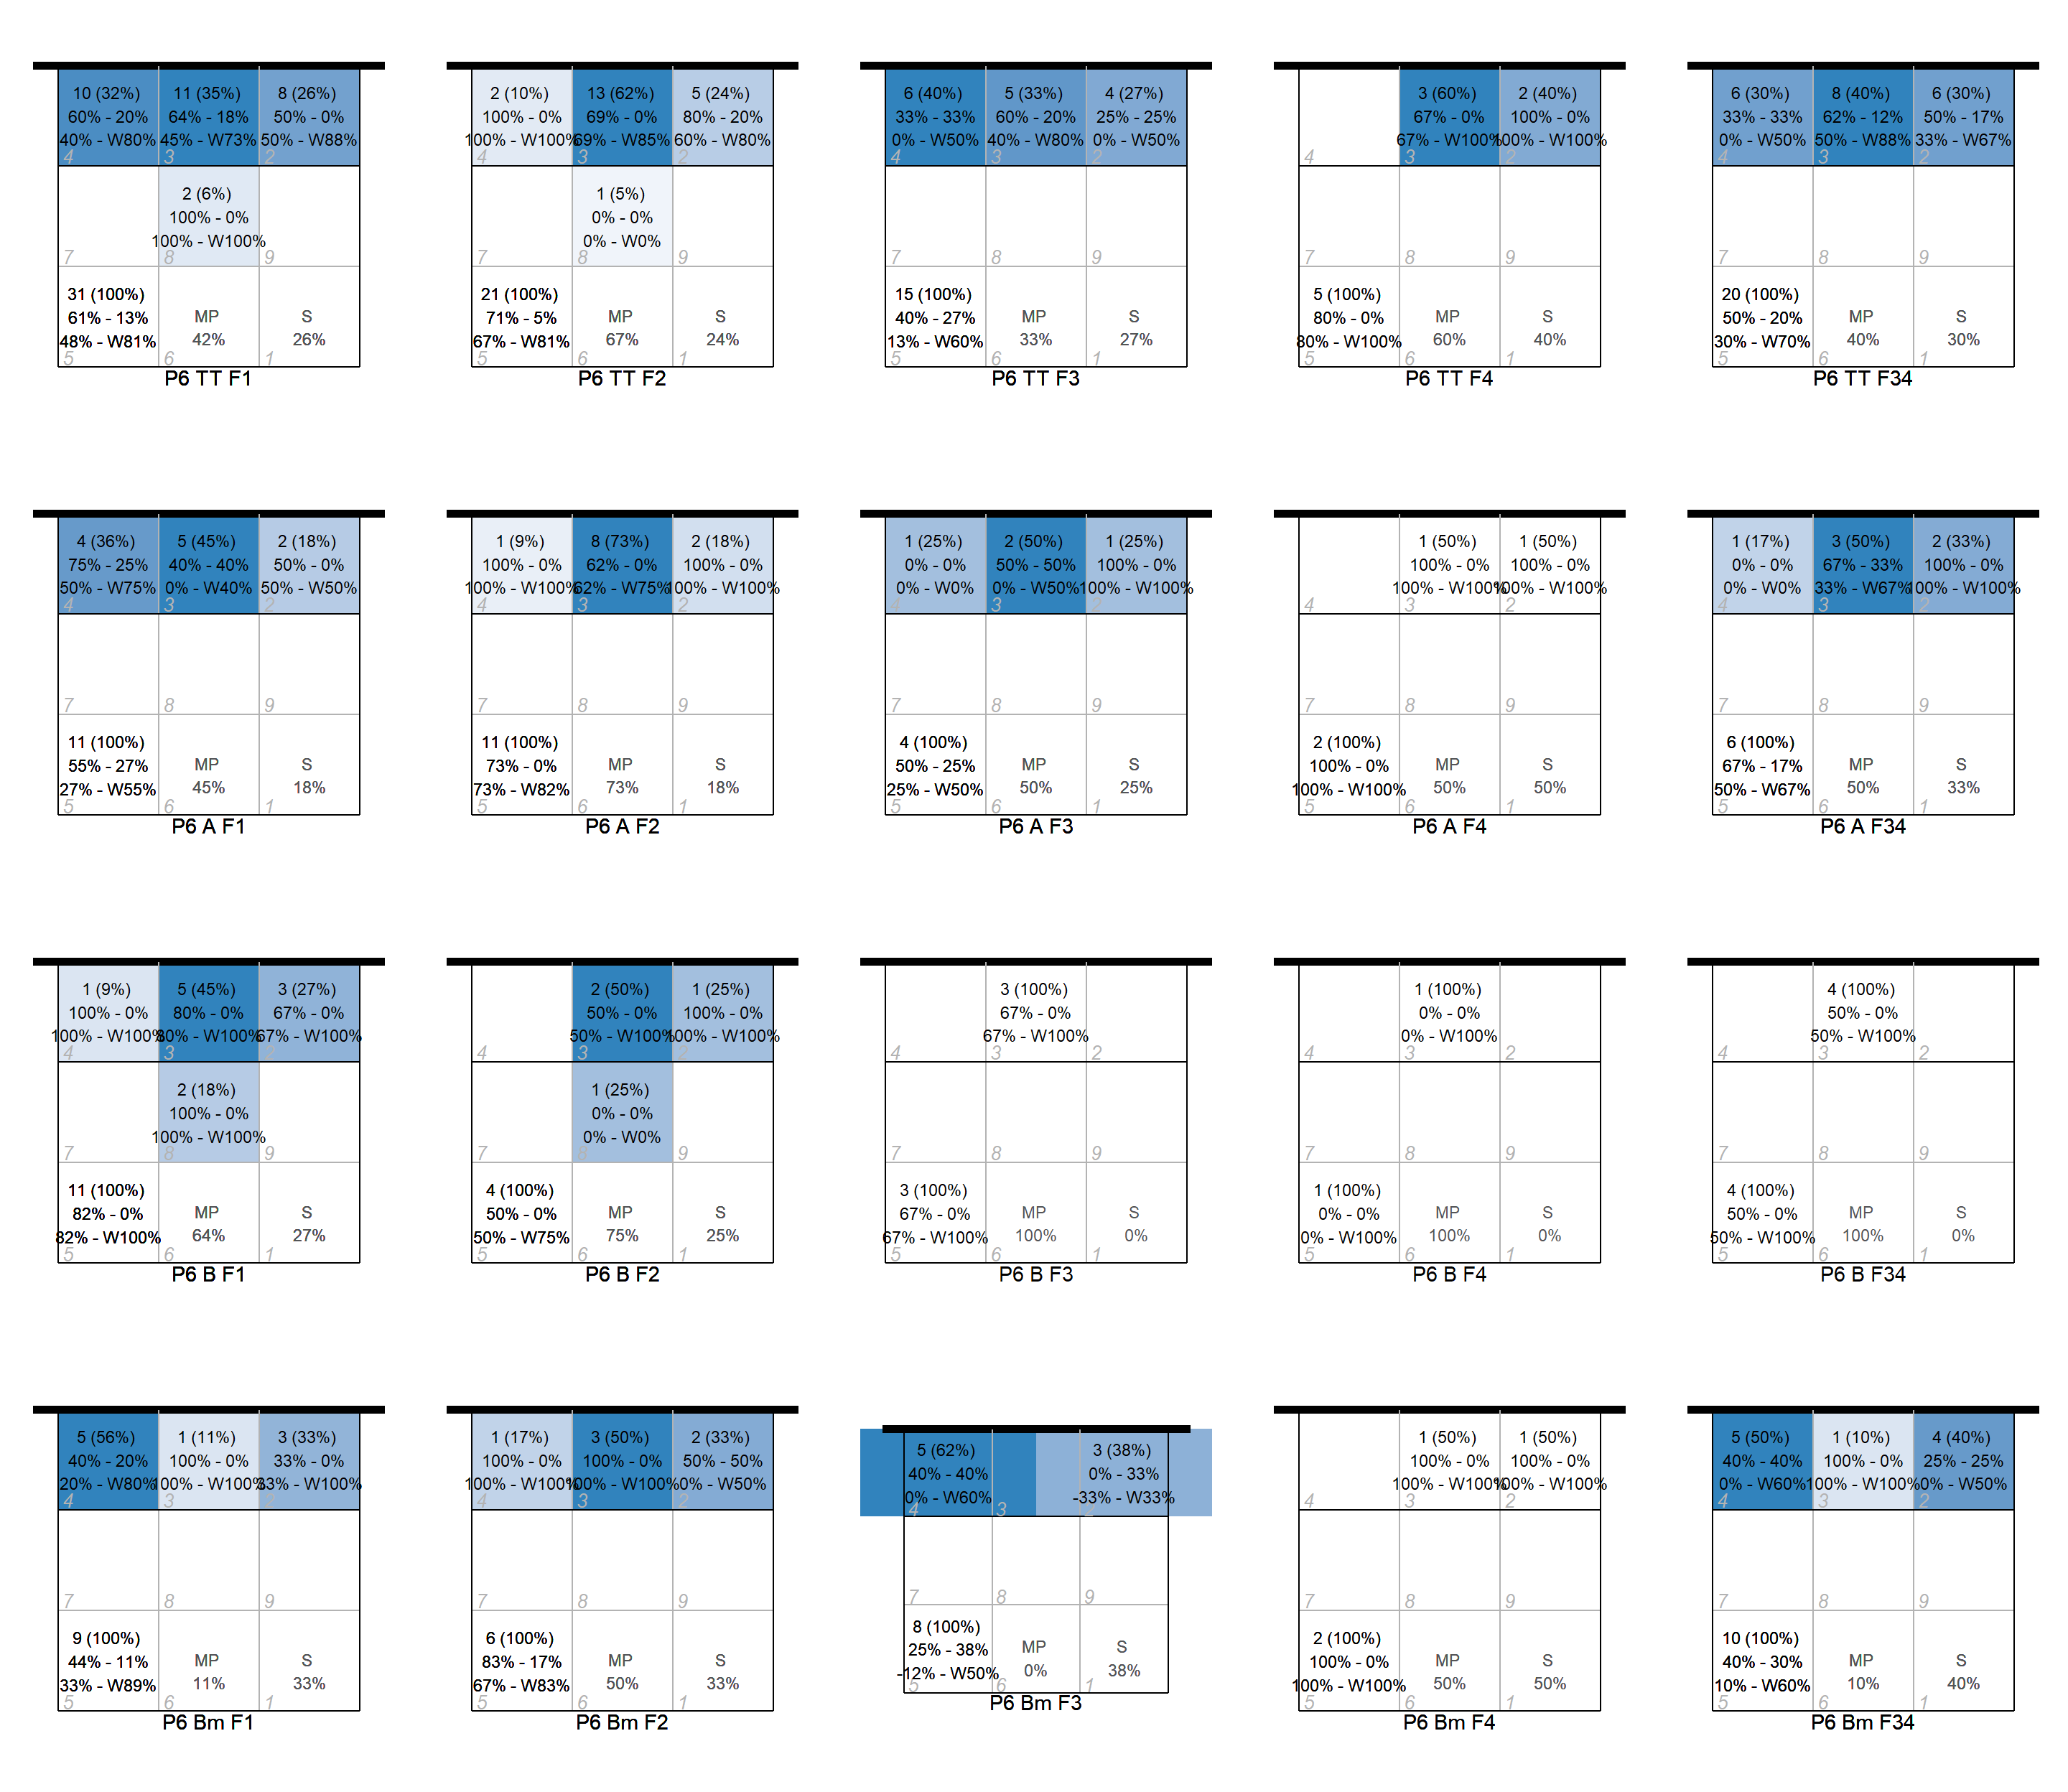 10 (32%)
60% - 20%
40% - W80%
4
11 (35%)
64% - 18%
45% - W73%
3
8 (26%)
50% - 0%
50% - W88%
2
7
2 (6%)
100% - 0%
100% - W100%
8
9
31 (100%)
61% - 13%
48% - W81%
5
MP
42%
6
S
26%
1
P6 TT F1
2 (10%)
100% - 0%
100% - W100%
4
13 (62%)
69% - 0%
69% - W85%
3
5 (24%)
80% - 20%
60% - W80%
2
7
1 (5%)
0% - 0%
0% - W0%
8
9
21 (100%)
71% - 5%
67% - W81%
5
MP
67%
6
S
24%
1
P6 TT F2
6 (40%)
33% - 33%
0% - W50%
4
5 (33%)
60% - 20%
40% - W80%
3
4 (27%)
25% - 25%
0% - W50%
2
7
8
9
15 (100%)
40% - 27%
13% - W60%
5
MP
33%
6
S
27%
1
P6 TT F3
4
3 (60%)
67% - 0%
67% - W100%
3
2 (40%)
100% - 0%
100% - W100%
2
7
8
9
5 (100%)
80% - 0%
80% - W100%
5
MP
60%
6
S
40%
1
P6 TT F4
6 (30%)
33% - 33%
0% - W50%
4
8 (40%)
62% - 12%
50% - W88%
3
6 (30%)
50% - 17%
33% - W67%
2
7
8
9
20 (100%)
50% - 20%
30% - W70%
5
MP
40%
6
S
30%
1
P6 TT F34
4 (36%)
75% - 25%
50% - W75%
4
5 (45%)
40% - 40%
0% - W40%
3
2 (18%)
50% - 0%
50% - W50%
2
7
8
9
11 (100%)
55% - 27%
27% - W55%
5
MP
45%
6
S
18%
1
P6 A F1
1 (9%)
100% - 0%
100% - W100%
4
8 (73%)
62% - 0%
62% - W75%
3
2 (18%)
100% - 0%
100% - W100%
2
7
8
9
11 (100%)
73% - 0%
73% - W82%
5
MP
73%
6
S
18%
1
P6 A F2
1 (25%)
0% - 0%
0% - W0%
4
2 (50%)
50% - 50%
0% - W50%
3
1 (25%)
100% - 0%
100% - W100%
2
7
8
9
4 (100%)
50% - 25%
25% - W50%
5
MP
50%
6
S
25%
1
P6 A F3
4
1 (50%)
100% - 0%
100% - W100%
3
1 (50%)
100% - 0%
100% - W100%
2
7
8
9
2 (100%)
100% - 0%
100% - W100%
5
MP
50%
6
S
50%
1
P6 A F4
1 (17%)
0% - 0%
0% - W0%
4
3 (50%)
67% - 33%
33% - W67%
3
2 (33%)
100% - 0%
100% - W100%
2
7
8
9
6 (100%)
67% - 17%
50% - W67%
5
MP
50%
6
S
33%
1
P6 A F34
1 (9%)
100% - 0%
100% - W100%
4
5 (45%)
80% - 0%
80% - W100%
3
3 (27%)
67% - 0%
67% - W100%
2
7
2 (18%)
100% - 0%
100% - W100%
8
9
11 (100%)
82% - 0%
82% - W100%
5
MP
64%
6
S
27%
1
P6 B F1
4
2 (50%)
50% - 0%
50% - W100%
3
1 (25%)
100% - 0%
100% - W100%
2
7
1 (25%)
0% - 0%
0% - W0%
8
9
4 (100%)
50% - 0%
50% - W75%
5
MP
75%
6
S
25%
1
P6 B F2
4
3 (100%)
67% - 0%
67% - W100%
3
2
7
8
9
3 (100%)
67% - 0%
67% - W100%
5
MP
100%
6
S
0%
1
P6 B F3
4
1 (100%)
0% - 0%
0% - W100%
3
2
7
8
9
1 (100%)
0% - 0%
0% - W100%
5
MP
100%
6
S
0%
1
P6 B F4
4
4 (100%)
50% - 0%
50% - W100%
3
2
7
8
9
4 (100%)
50% - 0%
50% - W100%
5
MP
100%
6
S
0%
1
P6 B F34
5 (56%)
40% - 20%
20% - W80%
4
1 (11%)
100% - 0%
100% - W100%
3
3 (33%)
33% - 0%
33% - W100%
2
7
8
9
9 (100%)
44% - 11%
33% - W89%
5
MP
11%
6
S
33%
1
P6 Bm F1
1 (17%)
100% - 0%
100% - W100%
4
3 (50%)
100% - 0%
100% - W100%
3
2 (33%)
50% - 50%
0% - W50%
2
7
8
9
6 (100%)
83% - 17%
67% - W83%
5
MP
50%
6
S
33%
1
P6 Bm F2
5 (62%)
40% - 40%
0% - W60%
4
3
3 (38%)
0% - 33%
-33% - W33%
2
7
8
9
8 (100%)
25% - 38%
-12% - W50%
5
MP
0%
6
S
38%
1
P6 Bm F3
4
1 (50%)
100% - 0%
100% - W100%
3
1 (50%)
100% - 0%
100% - W100%
2
7
8
9
2 (100%)
100% - 0%
100% - W100%
5
MP
50%
6
S
50%
1
P6 Bm F4
5 (50%)
40% - 40%
0% - W60%
4
1 (10%)
100% - 0%
100% - W100%
3
4 (40%)
25% - 25%
0% - W50%
2
7
8
9
10 (100%)
40% - 30%
10% - W60%
5
MP
10%
6
S
40%
1
P6 Bm F34